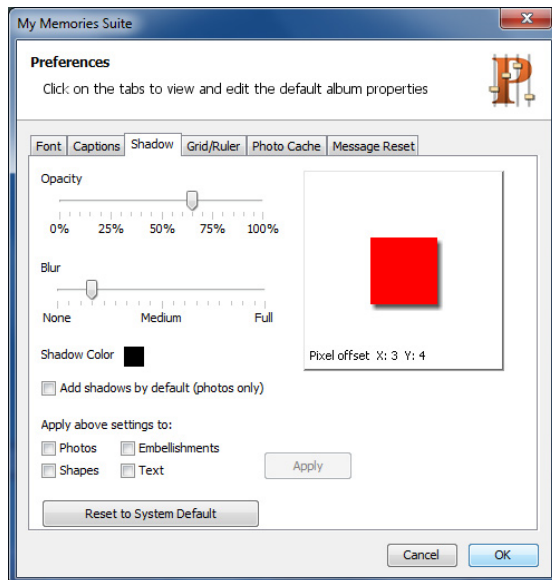 My Memories Suite
Preferences
Click on the tabs to view and edit the default album properties
Font Captions Shadow Grid/Ruler Photo Cache Message Reset
Opacity
0% 25% 50% 75% 100%
Blur
None Medium Full
Shadow Color
Pixel offset X: 3 Y: 4
Add shadows by default (photos only)
Apply above settings to:
Photos Embellishments
Shapes Text
Apply
Reset to System Default
Cancel OK